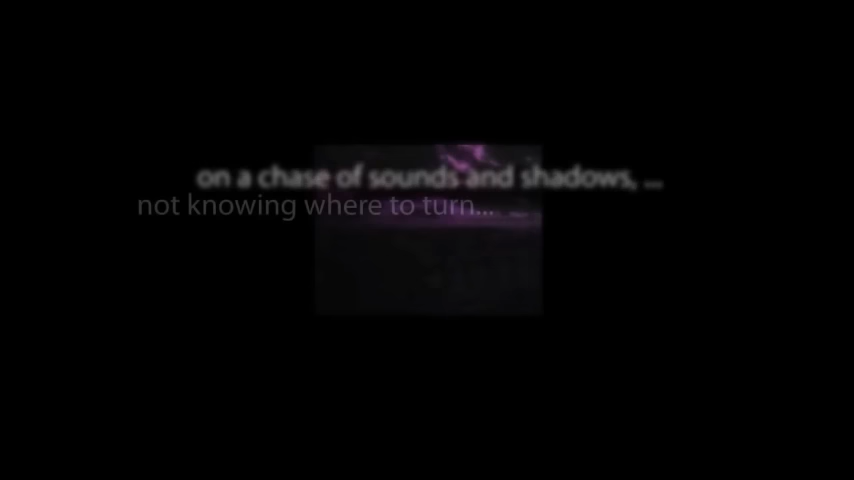 on a chase of sounds and shadows, ...
not knowing where to turn...